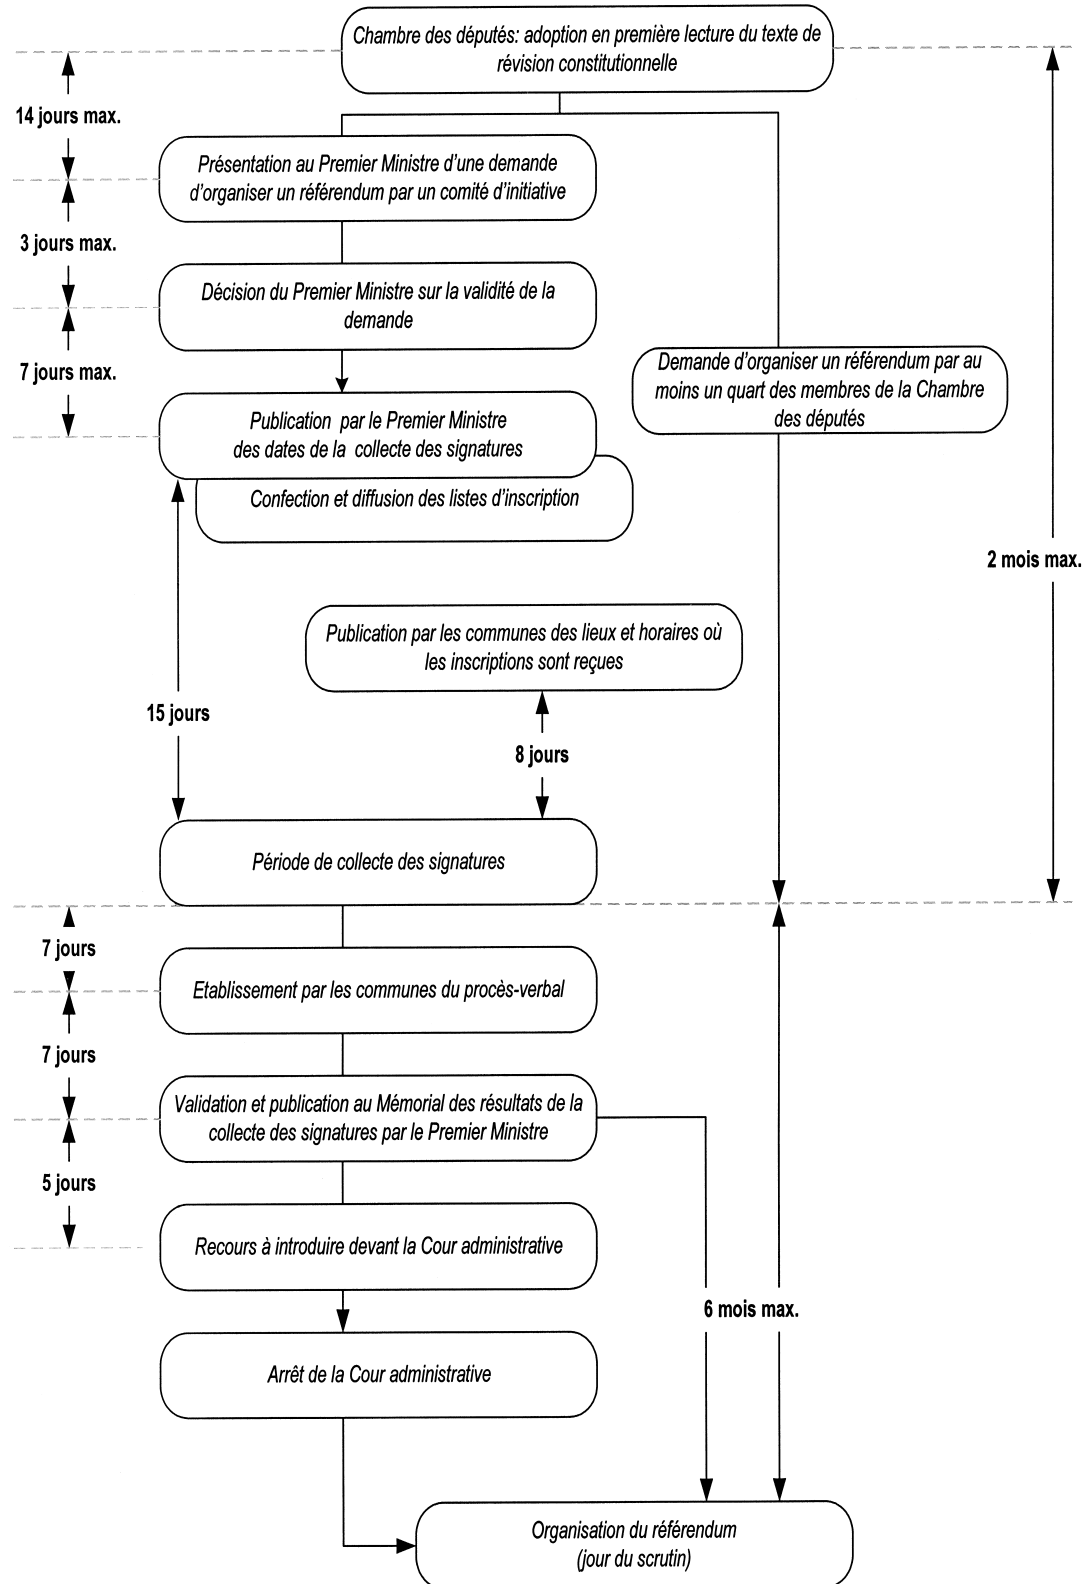 Chambre des députés: adoption en première lecture du texte de
révision constitutionnelle
14 jours max.
Présentation au Premier Ministre d'une demande
d'organiser un référendum par un comité d'initiative
3 jours max.
Décision du Premier Ministre sur la validité de la
demande
7 jours max.
Demande d'organiser un référendum par au
moins un quart des membres de la Chambre
des députés
Publication par le Premier Ministre
des dates de la collecte des signatures
Confection et diffusion des listes d'inscription
2 mois max.
Publication par les communes des lieux et horaires où
les inscriptions sont reçues
15 jours
8 jours
Période de collecte des signatures
7 jours
Etablissement par les communes du procès-verbal
7 jours
Validation et publication au Mémorial des résultats de la
collecte des signatures par le Premier Ministre
5 jours
Recours à introduire devant la Cour administrative
6 mois max.
Arrêt de la Cour administrative
Organisation du référendum
(jour du scrutin)